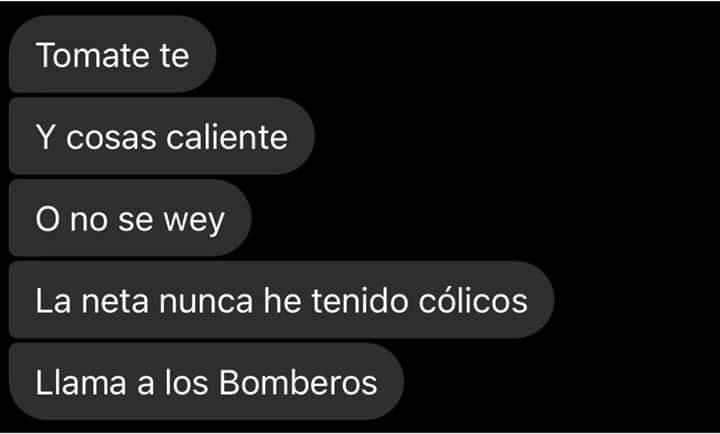 Tomate te
Y cosas caliente
O no se wey
La neta nunca he tenido cólicos
Llama a los Bomberos